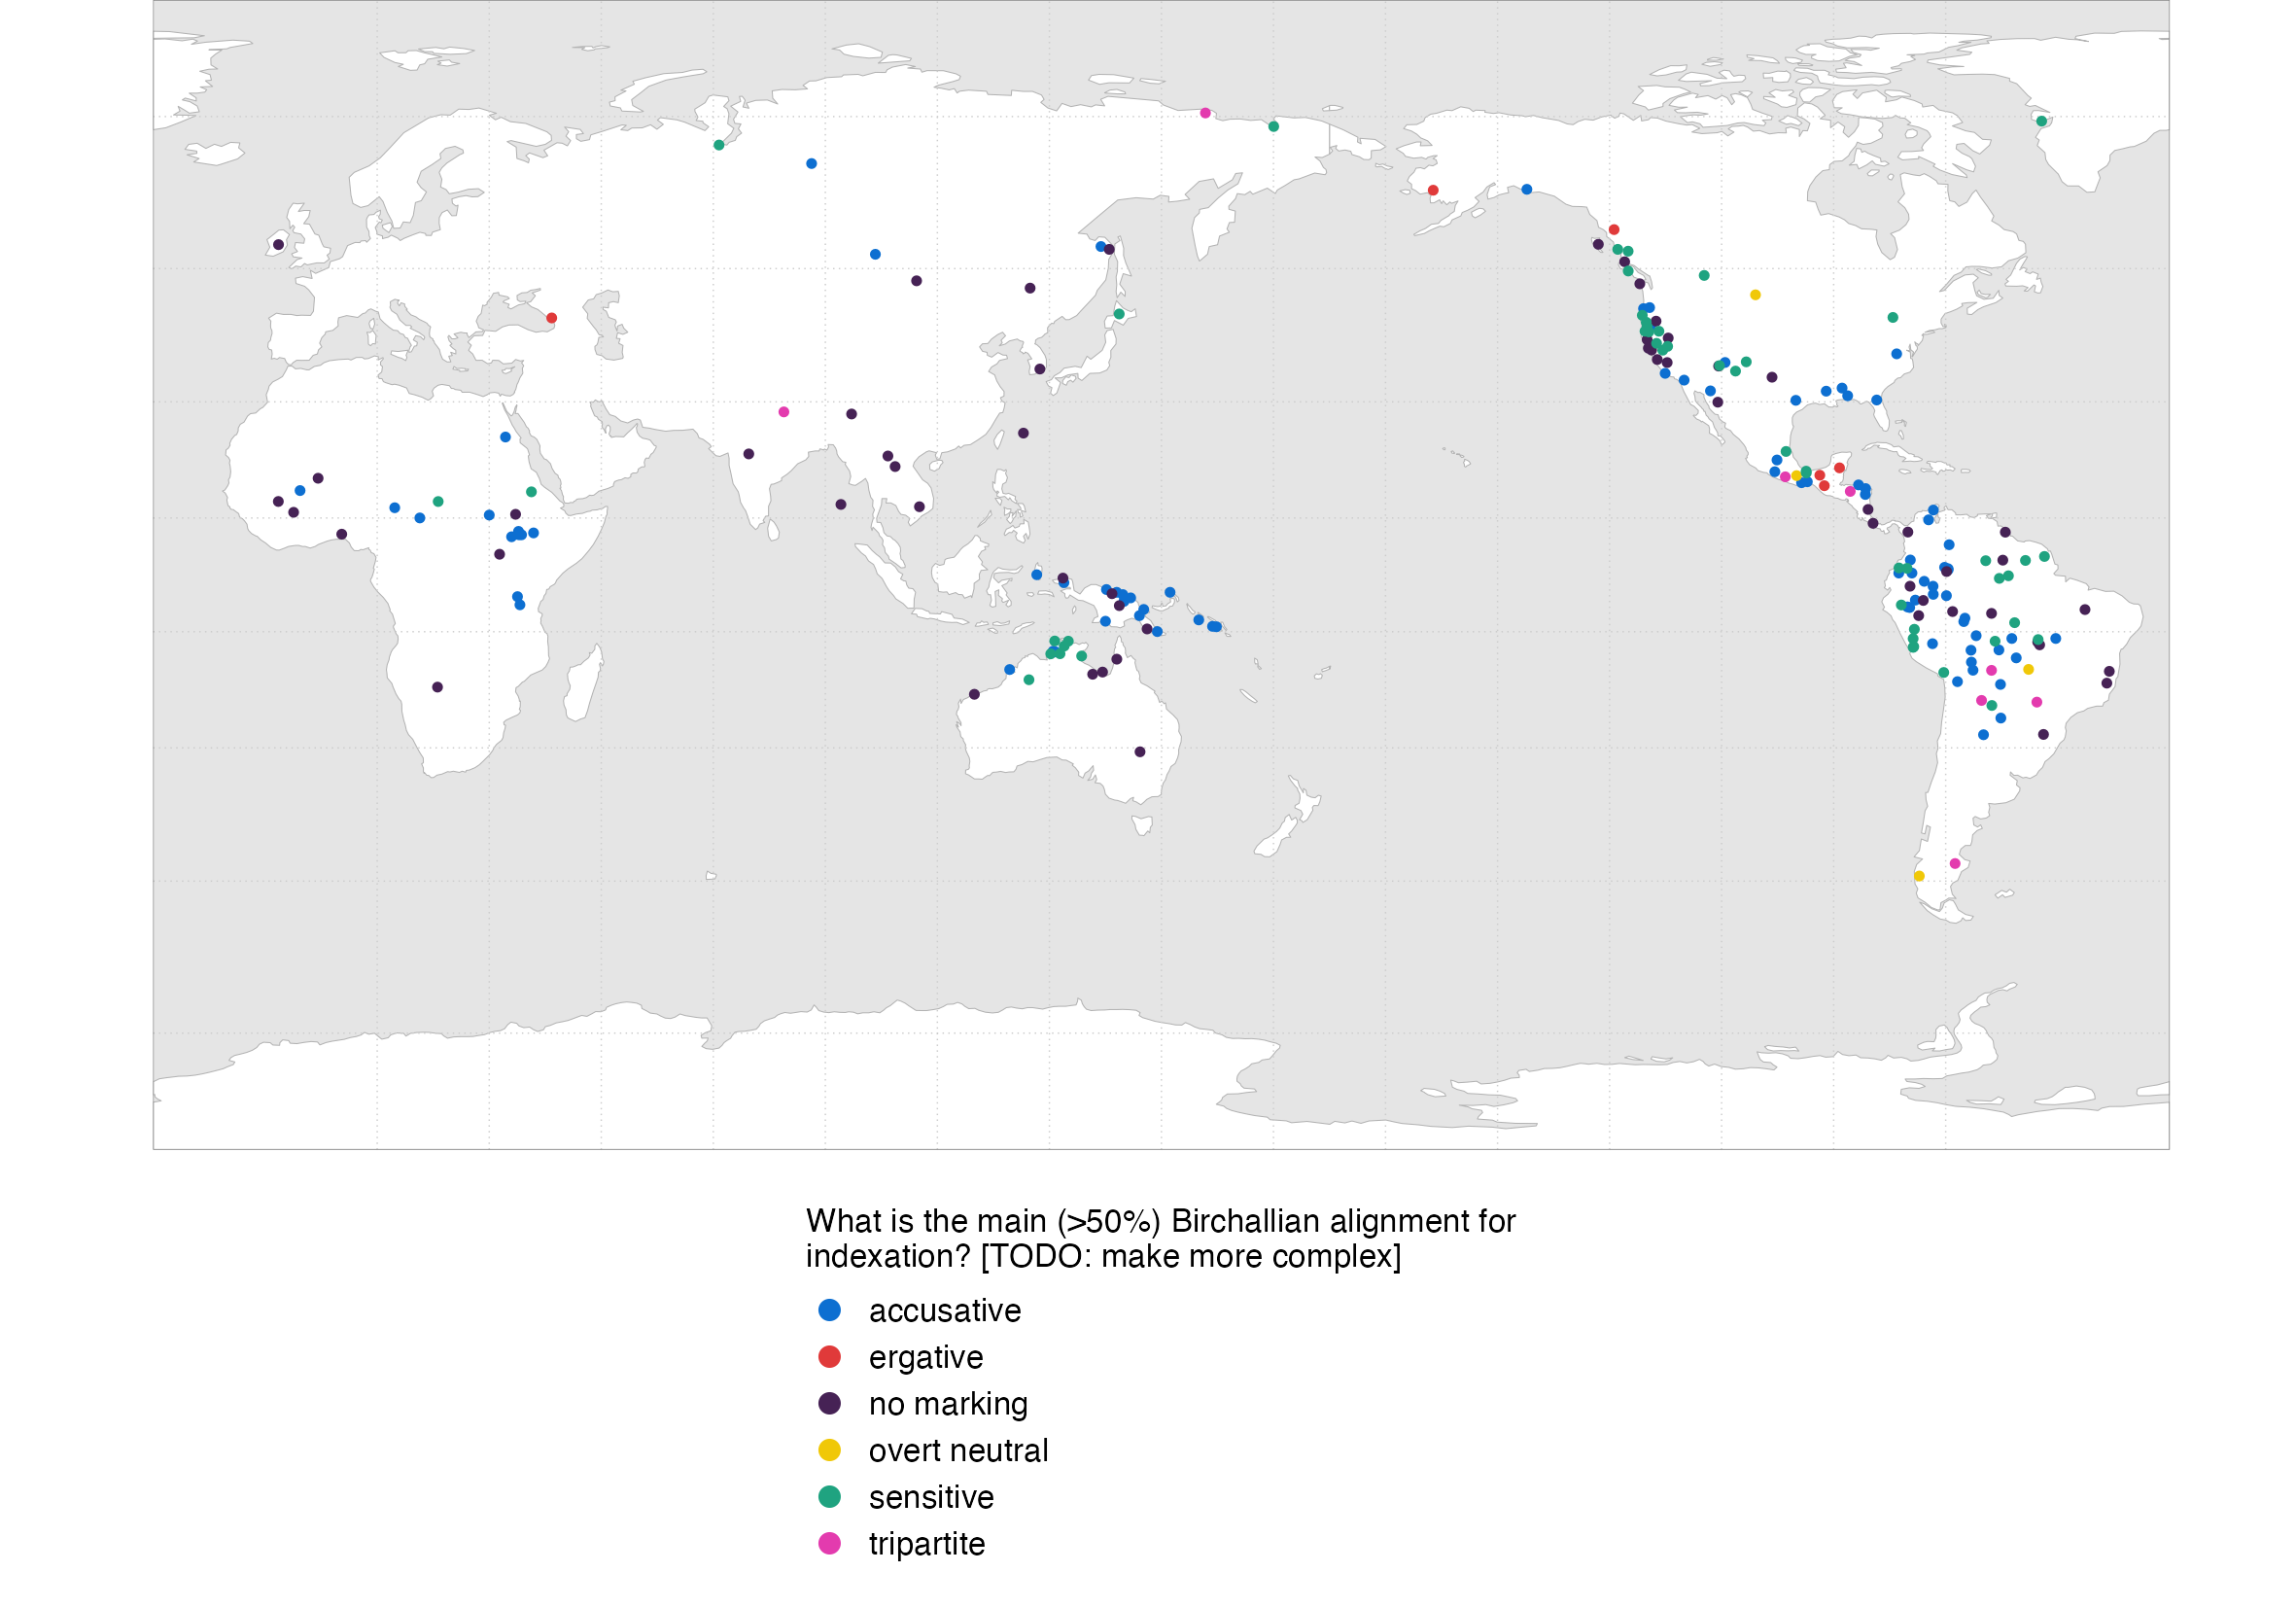 What is the main (>50%) Birchallian alignment for
indexation? [TODO: make more complex]
accusative
ergative
no marking
overt neutral
sensitive
tripartite